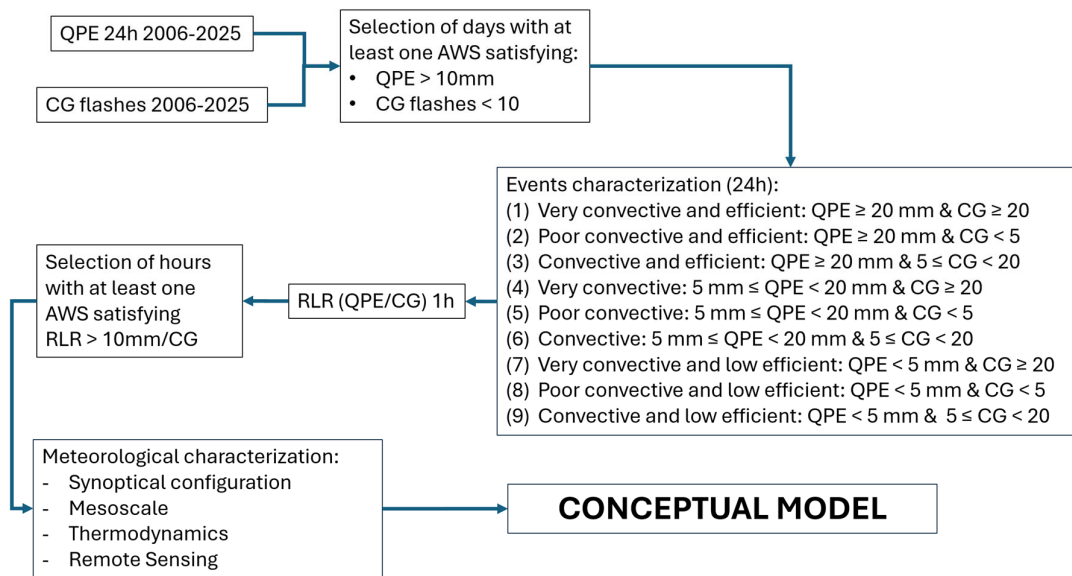 QPE 24h 2006-2025
CG flashes 2006-2025
Selection of days with at
least one AWS satisfying:
• QPE > 10mm
• CG flashes < 10
Events characterization (24h):
(1) Very convective and efficient: QPE ≥ 20 mm & CG ≥ 20
(2) Poor convective and efficient: QPE ≥ 20 mm & CG < 5
(3) Convective and efficient: QPE ≥ 20 mm & 5 ≤ CG < 20
(4) Very convective: 5 mm ≤ QPE < 20 mm & CG ≥ 20
(5) Poor convective: 5 mm ≤ QPE < 20 mm & CG < 5
(6) Convective: 5 mm ≤ QPE < 20 mm & 5 ≤ CG < 20
(7) Very convective and low efficient: QPE < 5 mm & CG ≥ 20
(8) Poor convective and low efficient: QPE < 5 mm & CG < 5
(9) Convective and low efficient: QPE < 5 mm & 5 ≤ CG < 20
RLR (QPE/CG) 1h
Selection of hours
with at least one
AWS satisfying
RLR > 10mm/CG
Meteorological characterization:
- Synoptical configuration
- Mesoscale
- Thermodynamics
- Remote Sensing
CONCEPTUAL MODEL